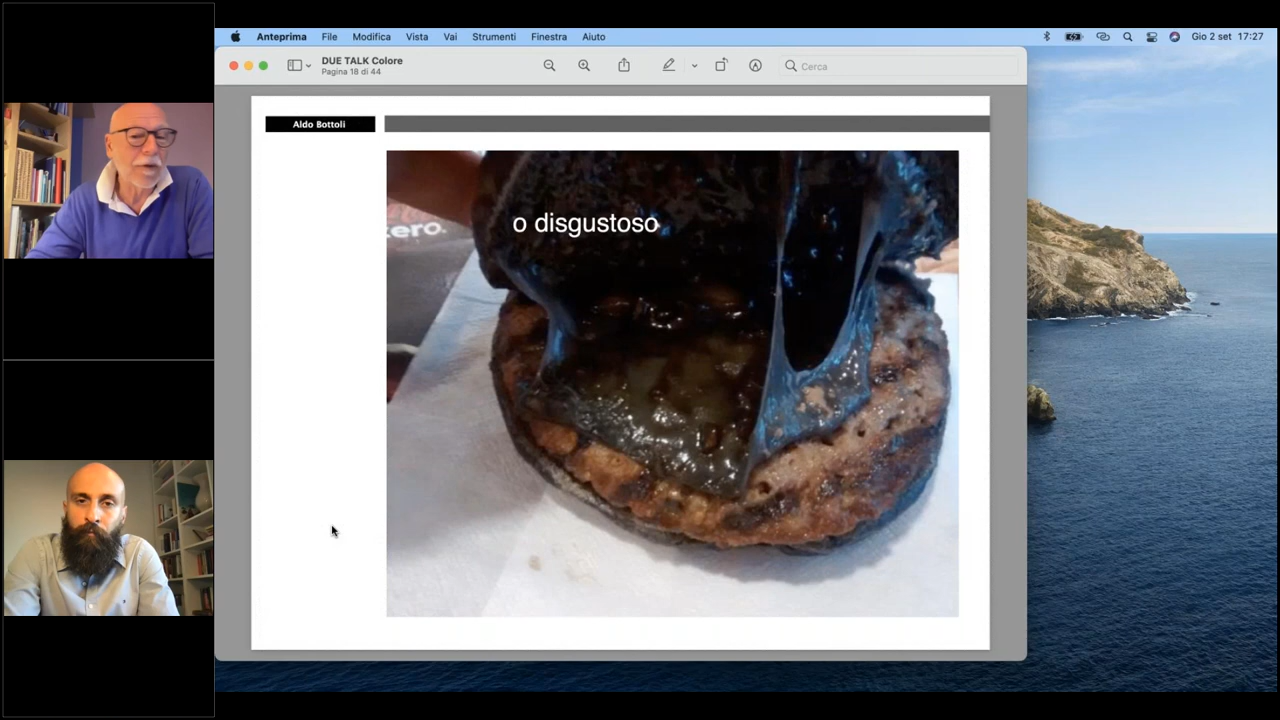 Anteprima File Modifica Vista Vai Strumenti Finestra Aiuto
Gio 2 set 17:27
DUE TALK Colore
Pagina 18 di 44
Cerca
Aldo Bottoli
o disgustoso
zero.